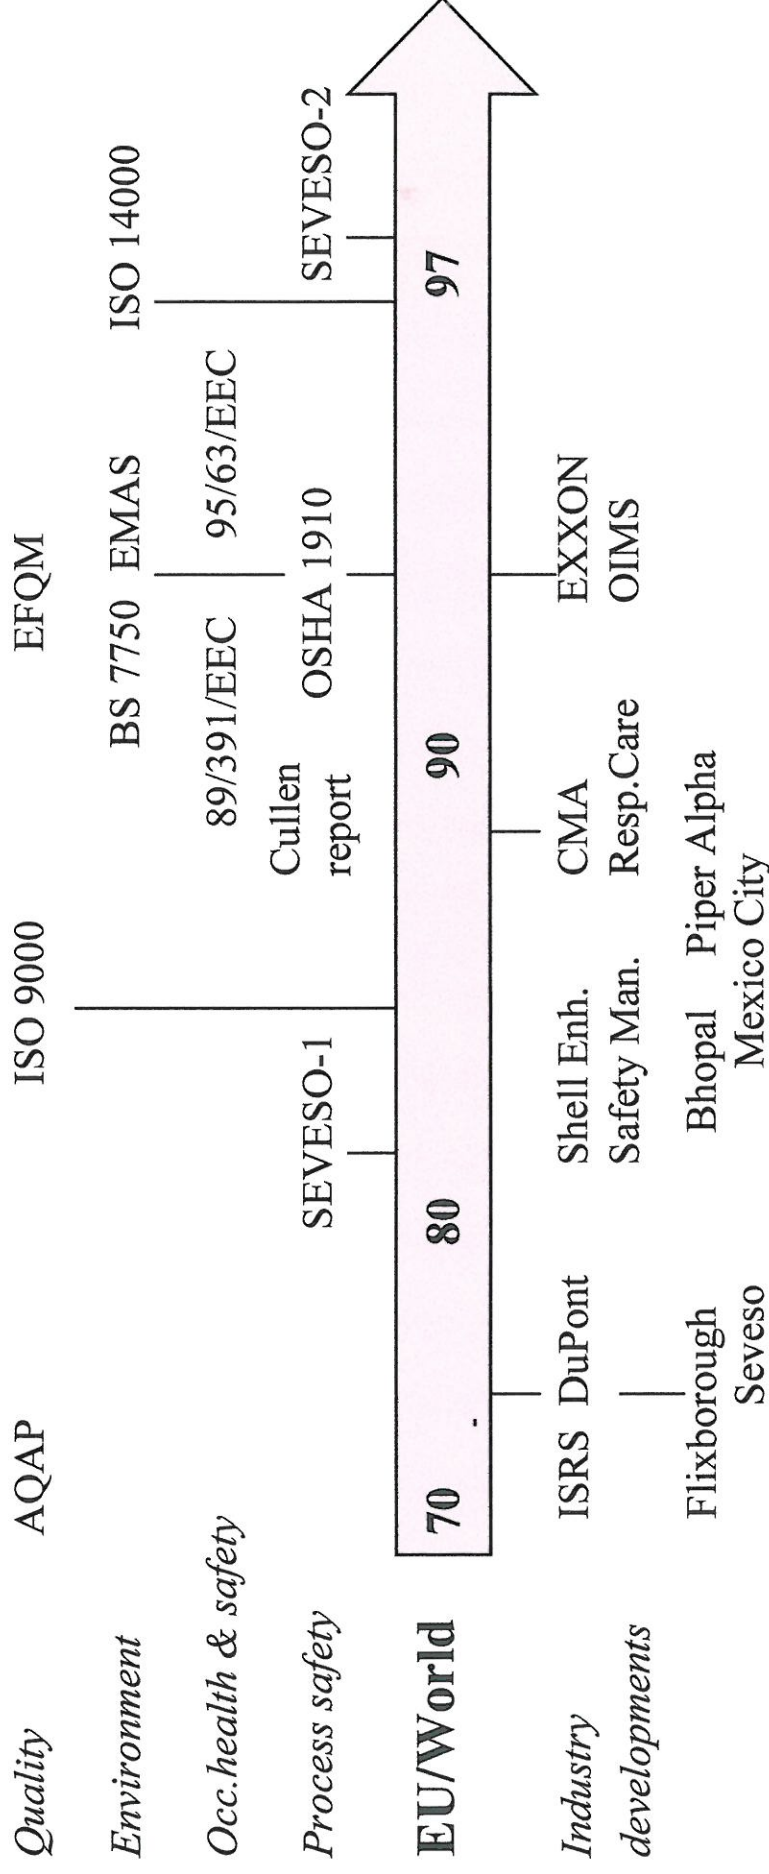 Quality AQAP ISO 9000 EFQM
Environment BS 7750 EMAS ISO 14000
Occ.health & safety 89/391/EEC 95/63/EEC
Cullen
Process safety SEVESO-1 report OSHA 1910 SEVESO-2
EU/World 70 80 90 97
Industry ISRS DuPont Shell Enh. CMA EXXON
developments Safety Man. Resp.Care OIMS
Flixborough Bhopal Piper Alpha
Seveso Mexico City